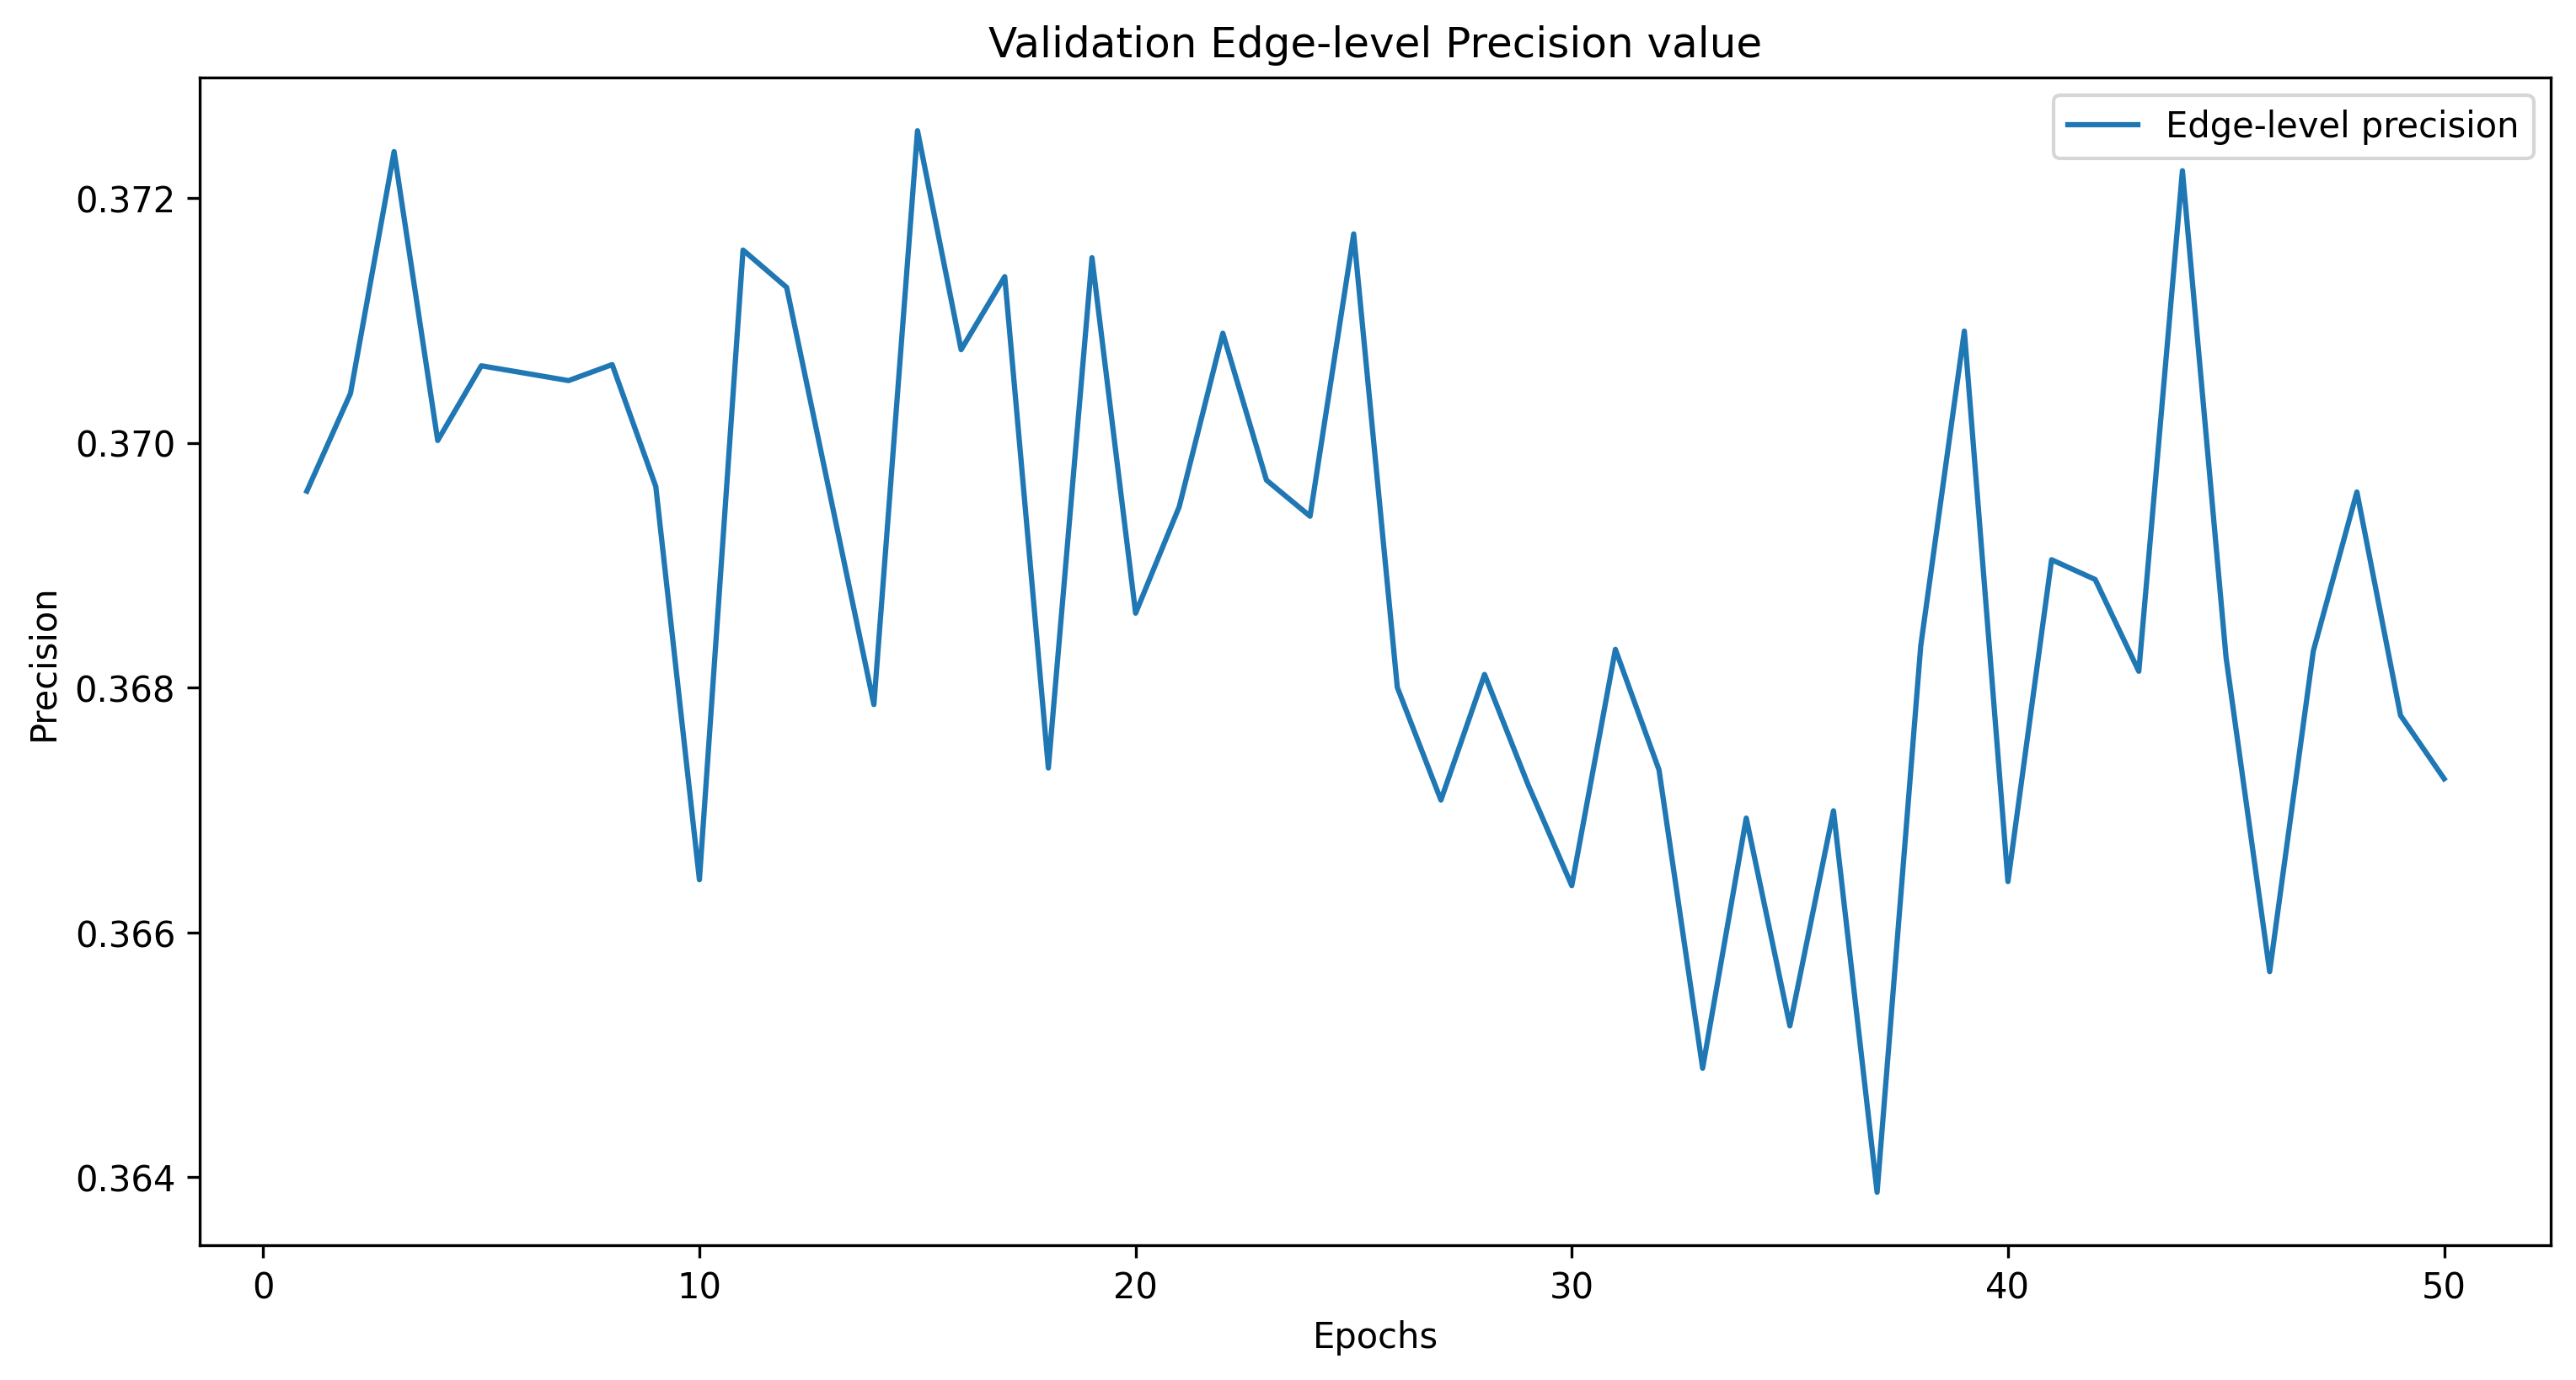 Validation Edge-level Precision value
Edge-level precision
0.372
0.370
0.368
0.366
0.364
Precision
0 10 20 30 40 50
Epochs